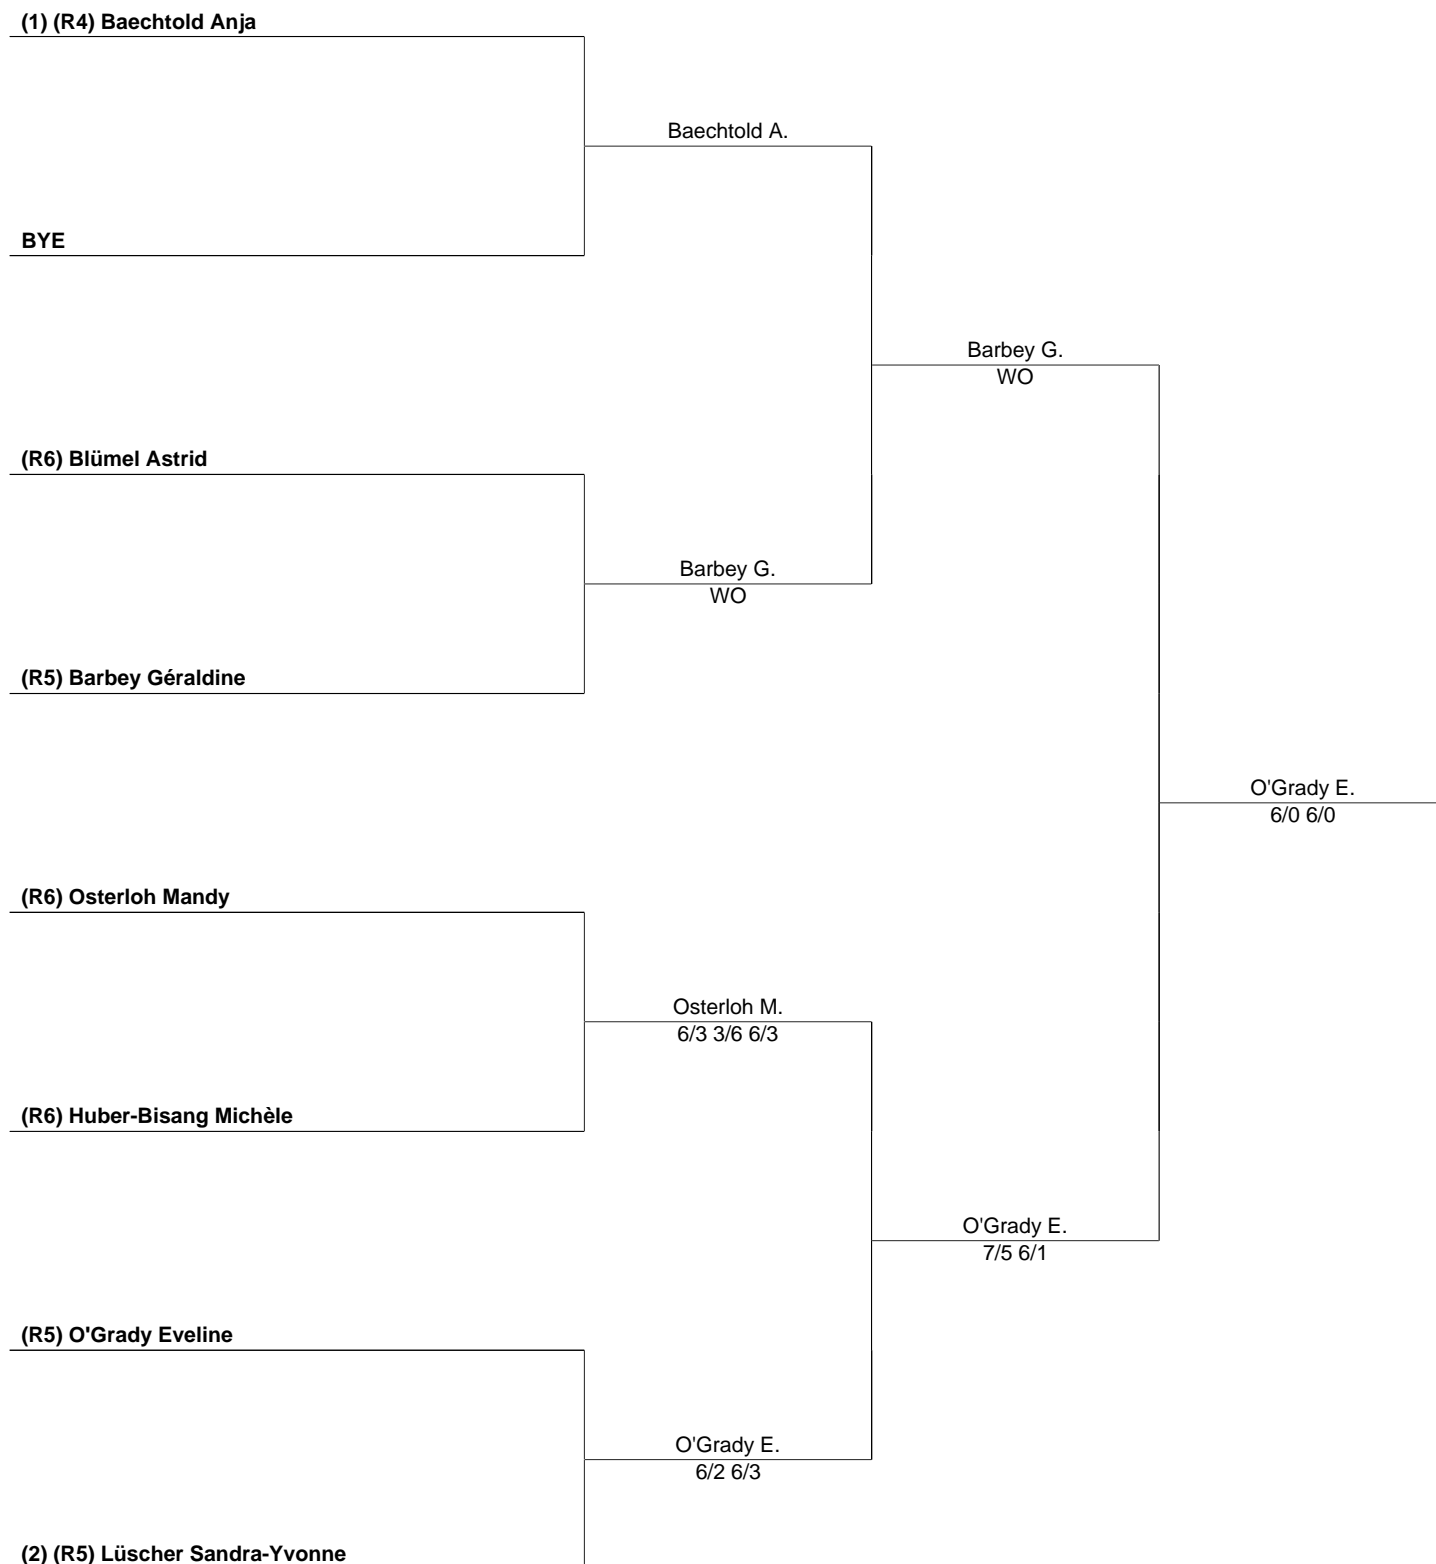 (1) (R4) Baechtold Anja
Baechtold A.
BYE
Barbey G.
WO
(R6) Blümel Astrid
Barbey G.
WO
(R5) Barbey Géraldine
O'Grady E.
6/0 6/0
(R6) Osterloh Mandy
Osterloh M.
6/3 3/6 6/3
(R6) Huber-Bisang Michèle
O'Grady E.
7/5 6/1
(R5) O'Grady Eveline
O'Grady E.
6/2 6/3
(2) (R5) Lüscher Sandra-Yvonne